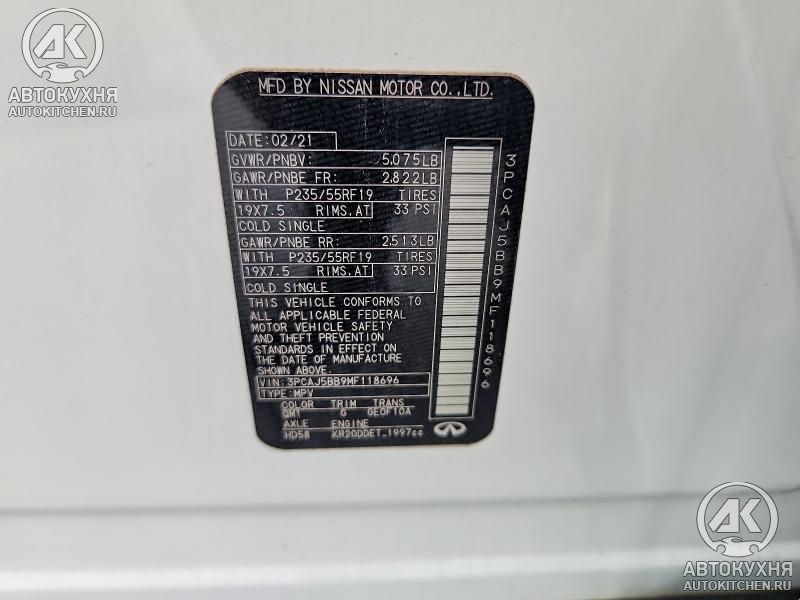 АК
АВТОКУХНЯ
AUTOKITCHEN.RU
MFD BY NISSAN MOTOR CO.,LTD.
DATE:02/21
GVWR/PNBV: 5,075LB
GAWR/PNBE FR: 2,822LB
WITH P235/55RF19 TIRES
19X7.5 RIMS,AT 33 PSI
COLD SINGLE
GAWR/PNBE RR: 2,513LB
WITH P235/55RF19 TIRES
19X7.5 RIMS,AT 33 PSI
COLD SINGLE
THIS VEHICLE CONFORMS TO
ALL APPLICABLE FEDERAL
MOTOR VEHICLE SAFETY
AND THEFT PREVENTION
STANDARDS IN EFFECT ON
THE DATE OF MANUFACTURE
SHOWN ABOVE.
VIN:3PCAJ5BB9MF118696
TYPE:MPV
COLOR TRIM TRANS
QM1 G GEOF10A
AXLE ENGINE
HD58 KR20DDET 1997cc
3PCAJ5BB9MF118696
АК
АВТОКУХНЯ
AUTOKITCHEN.RU